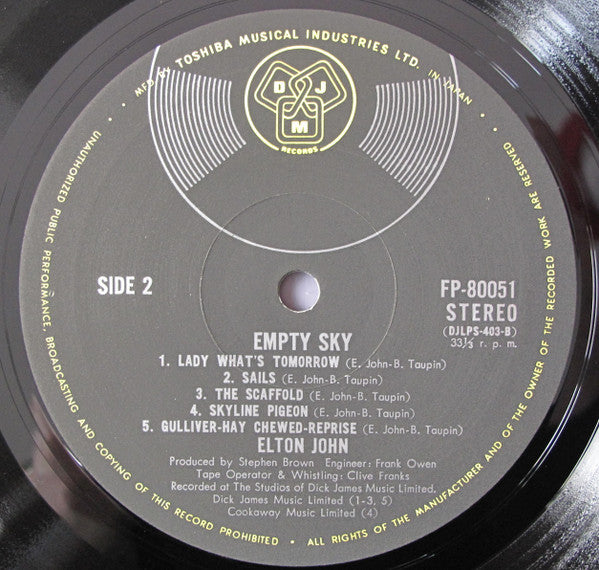 • MFD BY TOSHIBA MUSICAL INDUSTRIES LTD. IN JAPAN •
D J
M
RECORDS
SIDE 2
FP-80051
STEREO
(DJLPS-403-B)
33⅓ r. p. m.
EMPTY SKY
1. LADY WHAT'S TOMORROW (E. John-B. Taupin)
2. SAILS (E. John-B. Taupin)
3. THE SCAFFOLD (E. John-B. Taupin)
4. SKYLINE PIGEON (E. John-B. Taupin)
5. GULLIVER-HAY CHEWED-REPRISE (E. John-B. Taupin)
ELTON JOHN
Produced by Stephen Brown Engineer: Frank Owen
Tape Operator & Whistling: Clive Franks
Recorded at The Studios of Dick James Music Limited.
Dick James Music Limited (1-3, 5)
Cookaway Music Limited (4)
UNAUTHORIZED PUBLIC PERFORMANCE, BROADCASTING AND COPYING OF THIS RECORD PROHIBITED • ALL RIGHTS OF THE MANUFACTURER AND OF THE OWNER OF THE RECORDED WORK ARE RESERVED